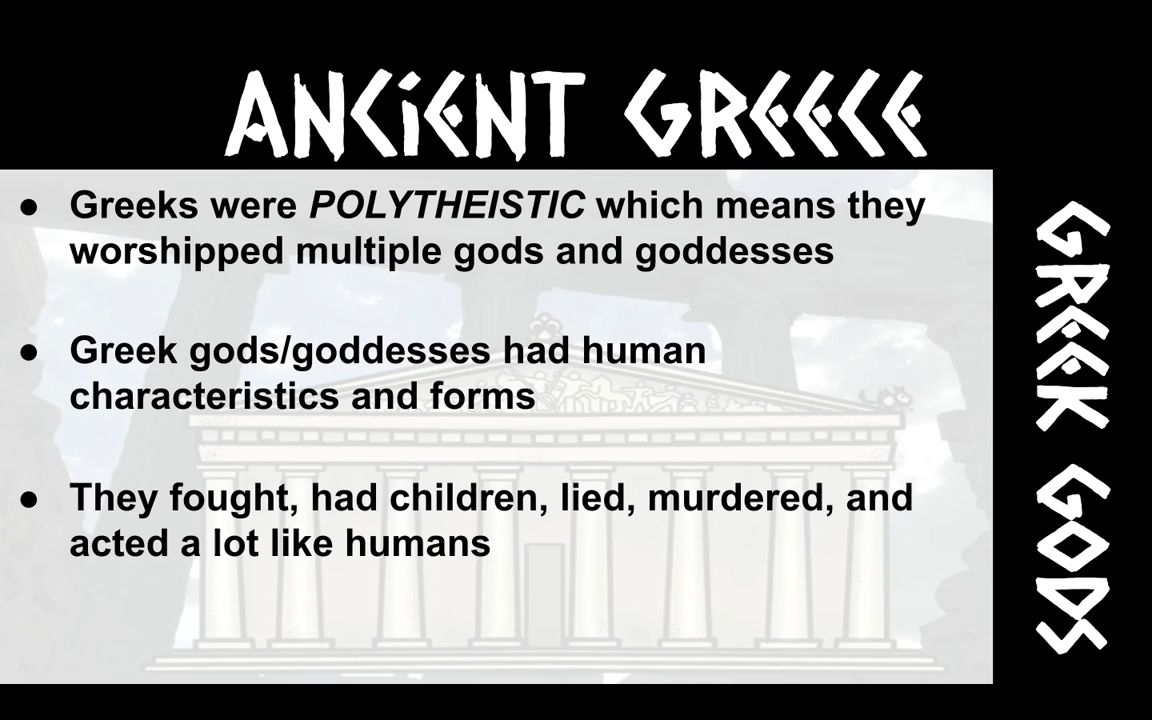 ANCiENT GREECE
● Greeks were POLYTHEISTIC which means they
worshipped multiple gods and goddesses
● Greek gods/goddesses had human
characteristics and forms
● They fought, had children, lied, murdered, and
acted a lot like humans
GREEK GODS